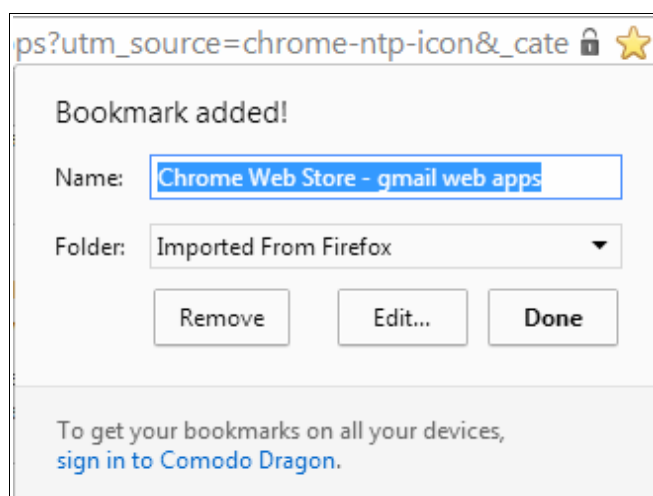 ps?utm_source=chrome-ntp-icon&_cate
Bookmark added!
Name: Chrome Web Store - gmail web apps
Folder: Imported From Firefox
Remove Edit... Done
To get your bookmarks on all your devices,
sign in to Comodo Dragon.